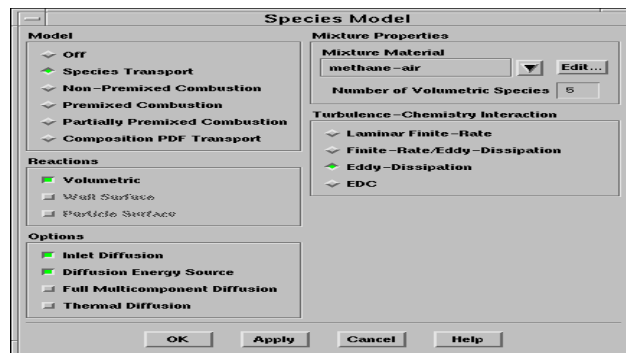 Species Model
Model
Off
Species Transport
Non-Premixed Combustion
Premixed Combustion
Partially Premixed Combustion
Composition PDF Transport
Reactions
Volumetric
Wall Surface
Particle Surface
Options
Inlet Diffusion
Diffusion Energy Source
Full Multicomponent Diffusion
Thermal Diffusion
Mixture Properties
Mixture Material
methane-air
Edit...
Number of Volumetric Species 5
Turbulence-Chemistry Interaction
Laminar Finite-Rate
Finite-Rate/Eddy-Dissipation
Eddy-Dissipation
EDC
OK Apply Cancel Help